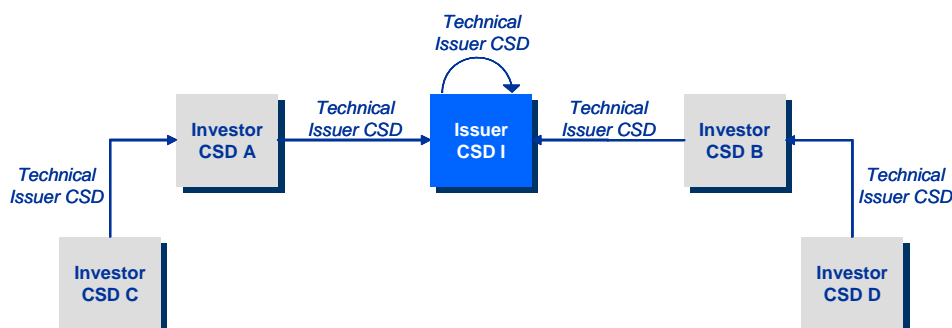 Technical
Issuer CSD
Investor
CSD A
Technical
Issuer CSD
Issuer
CSD I
Technical
Issuer CSD
Investor
CSD B
Technical
Issuer CSD
Technical
Issuer CSD
Investor
CSD C
Investor
CSD D